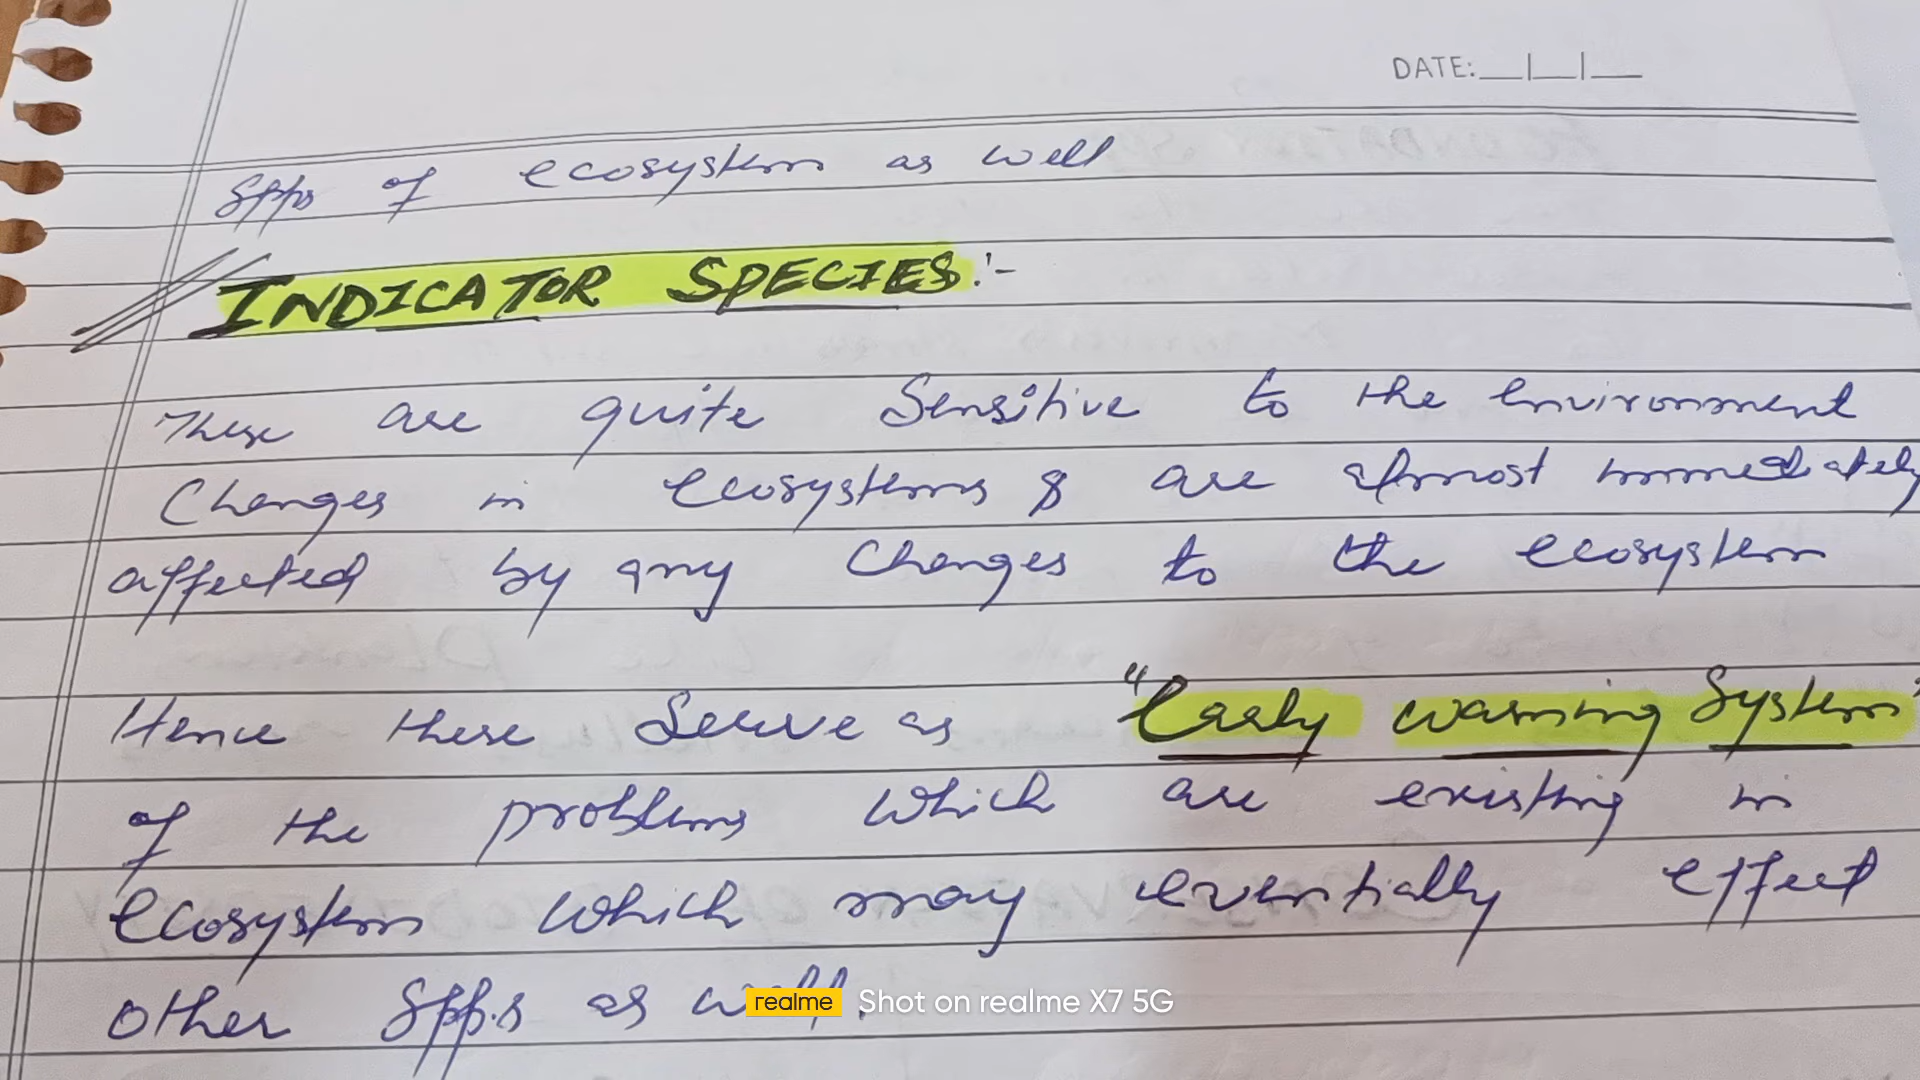 DATE:__|__|__
Spps of ecosystem as well
INDICATOR SPECIES:-
These are quite Sensitive to the environment
Changes in ecosystems & are almost immediately
affected by any Changes to the ecosystem
Hence these Serve as "Early warning System"
of the problems which are existing in
ecosystem which may eventially effect
other Spp.s as well.
realme Shot on realme X7 5G